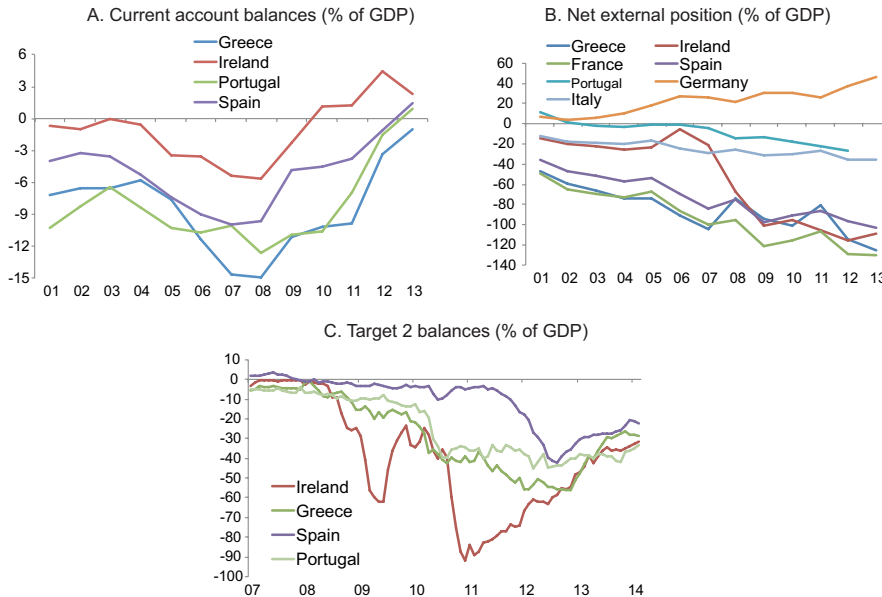 A. Current account balances (% of GDP)
Greece
Ireland
Portugal
Spain
6
3
0
-3
-6
-9
-12
-15
01 02 03 04 05 06 07 08 09 10 11 12 13
B. Net external position (% of GDP)
Greece Ireland
France Spain
Portugal Germany
Italy
60
40
20
0
-20
-40
-60
-80
-100
-120
-140
01 02 03 04 05 06 07 08 09 10 11 12 13
C. Target 2 balances (% of GDP)
10
0
-10
-20
-30
-40
-50
-60
-70
-80
-90
-100
Ireland
Greece
Spain
Portugal
07 08 09 10 11 12 13 14